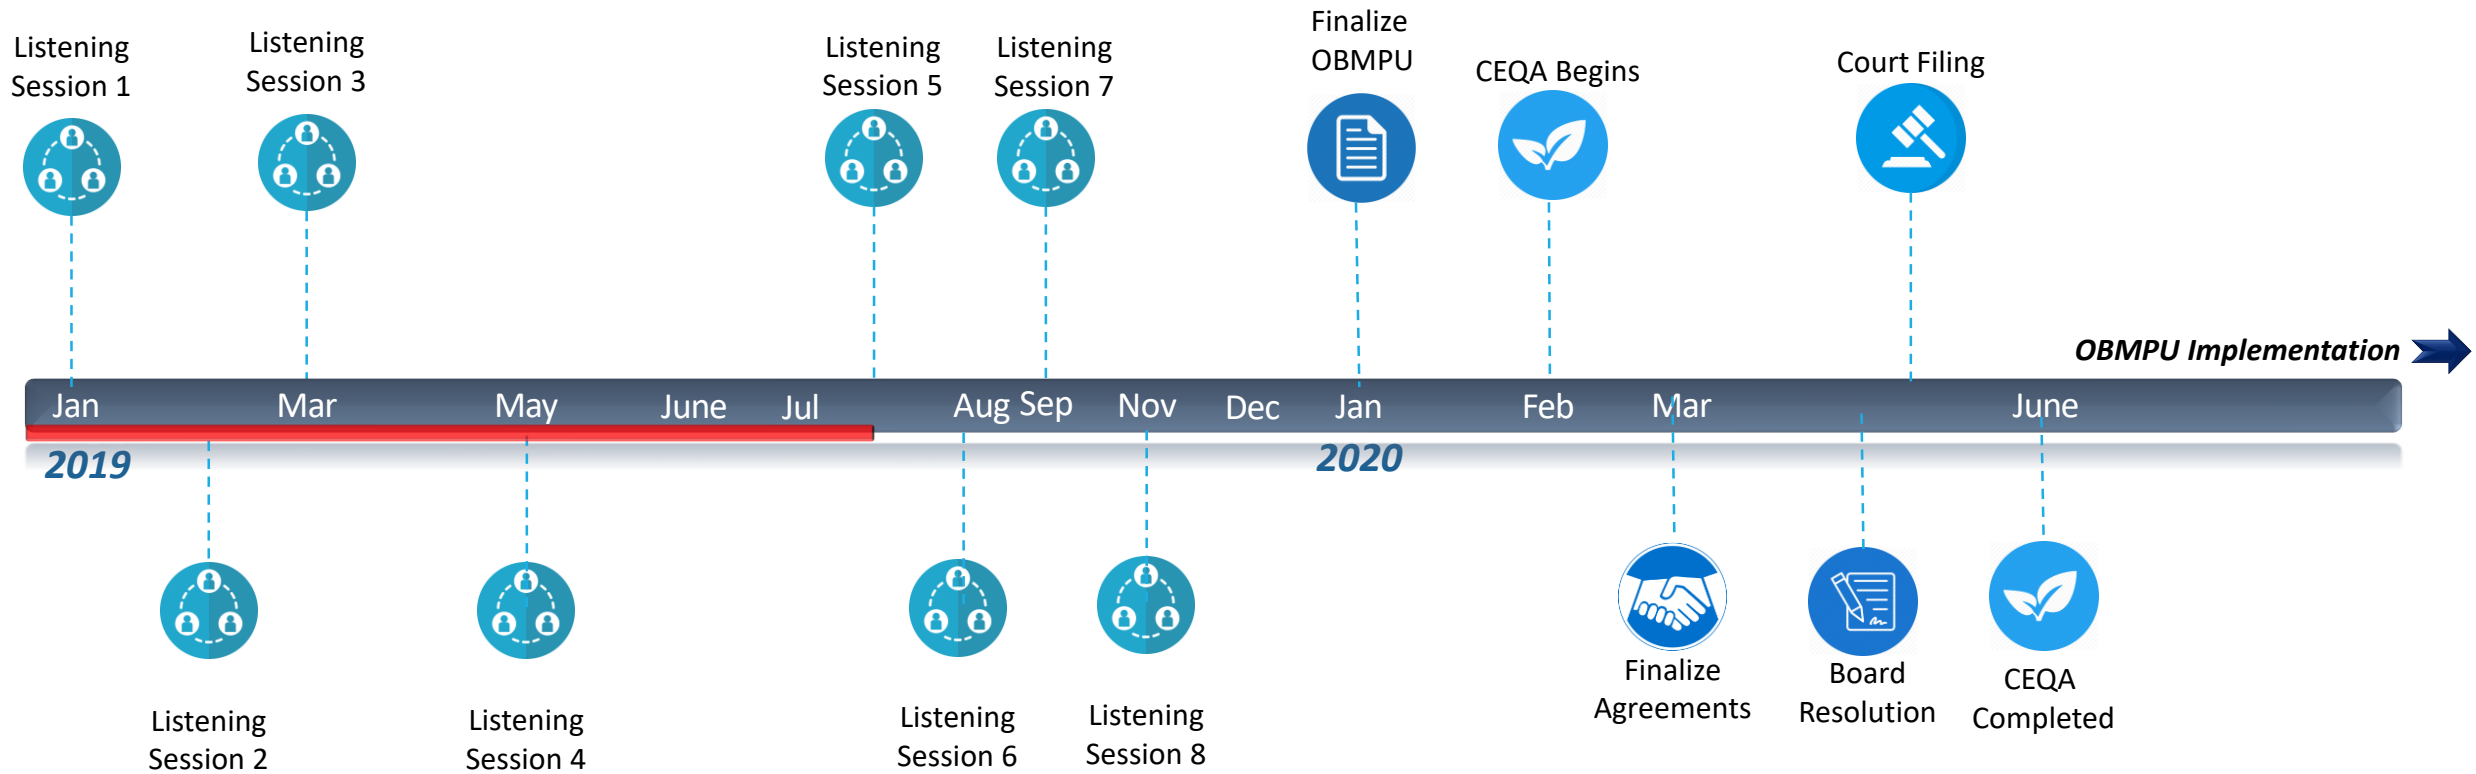 Listening
Session 1
Listening
Session 3
Listening
Session 5
Listening
Session 7
Finalize
OBMPU
CEQA Begins
Court Filing
OBMPU Implementation
Jan Mar May June Jul Aug Sep Nov Dec Jan Feb Mar June
2019 2020
Listening
Session 2
Listening
Session 4
Listening
Session 6
Listening
Session 8
Finalize
Agreements
Board
Resolution
CEQA
Completed